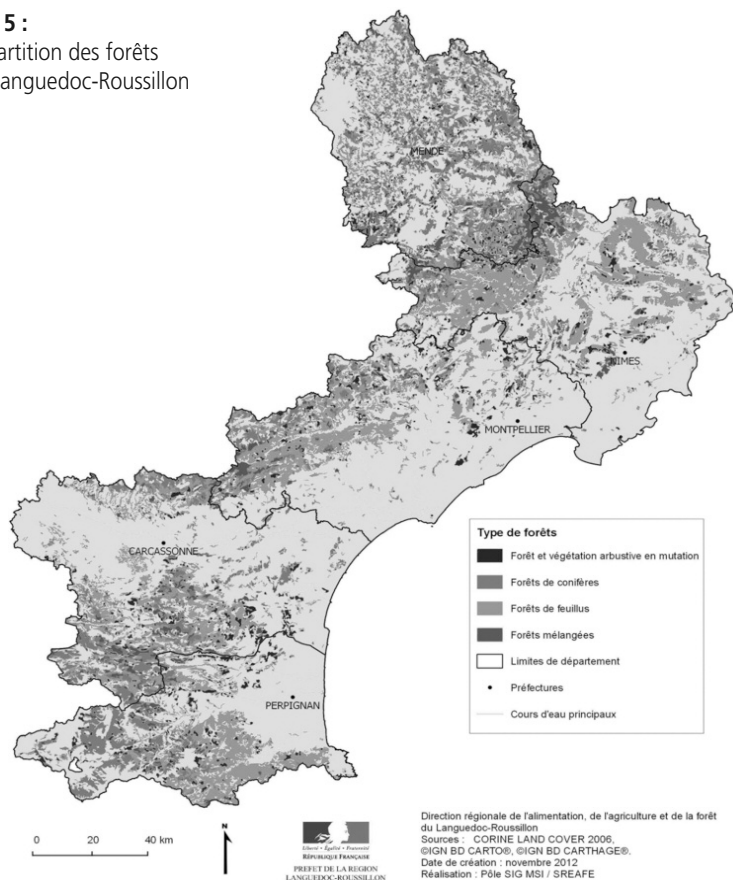 5 :
artition des forêts
anguedoc-Roussillon
MENDE
NIMES
MONTPELLIER
CARCASSONNE
PERPIGNAN
Type de forêts
Forêt et végétation arbustive en mutation
Forêts de conifères
Forêts de feuillus
Forêts mélangées
Limites de département
Préfectures
Cours d'eau principaux
0 20 40 km
N
Liberté • Égalité • Fraternité
RÉPUBLIQUE FRANÇAISE
PREFET DE LA REGION
LANGUEDOC-ROUSSILLON
Direction régionale de l'alimentation, de l'agriculture et de la forêt
du Languedoc-Roussillon
Sources : CORINE LAND COVER 2006,
©IGN BD CARTO®, ©IGN BD CARTHAGE®.
Date de création : novembre 2012
Réalisation : Pôle SIG MSI / SREAFE